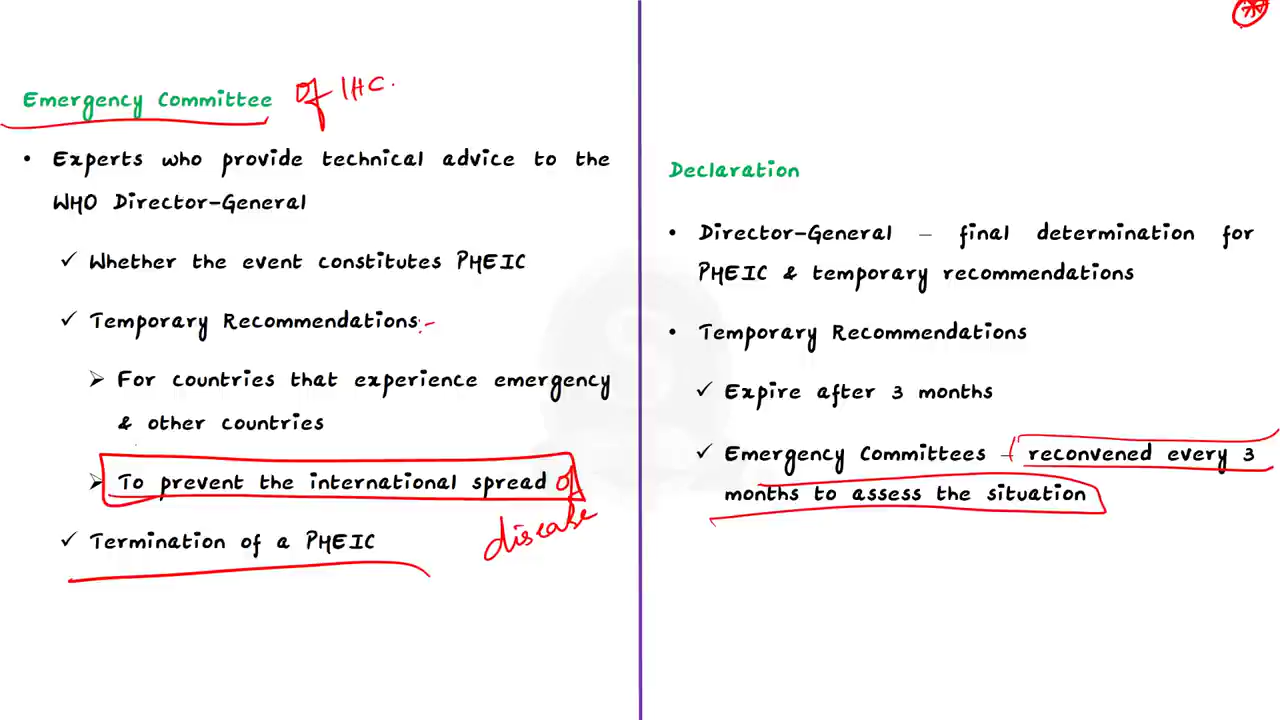 Emergency Committee of IHC.
• Experts who provide technical advice to the
WHO Director-General
✓ Whether the event constitutes PHEIC
✓ Temporary Recommendations:-
➢ For countries that experience emergency
& other countries
➢ To prevent the international spread of
disease
✓ Termination of a PHEIC
Declaration
• Director-General – final determination for
PHEIC & temporary recommendations
• Temporary Recommendations
✓ Expire after 3 months
✓ Emergency Committees – reconvened every 3
months to assess the situation